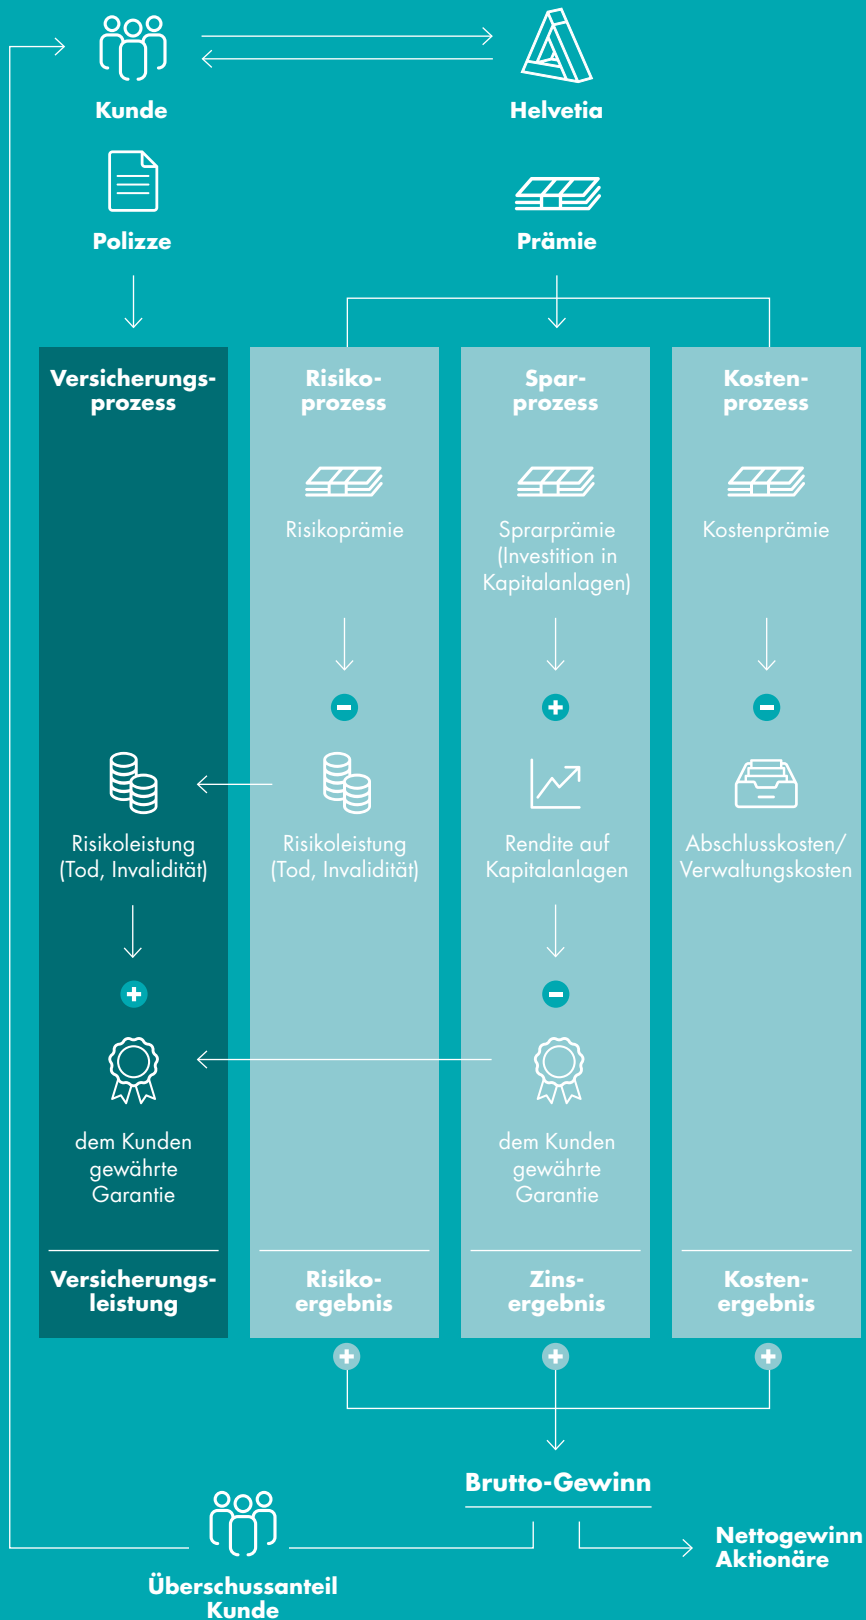 Kunde
Helvetia
Polizze
Prämie
Versicherungs-
prozess
Risikoleistung
(Tod, Invalidität)
dem Kunden
gewährte
Garantie
Versicherungs-
leistung
Risiko-
prozess
Risikoprämie
Risikoleistung
(Tod, Invalidität)
Risiko-
ergebnis
Spar-
prozess
Sprarprämie
(Investition in
Kapitalanlagen)
Rendite auf
Kapitalanlagen
dem Kunden
gewährte
Garantie
Zins-
ergebnis
Kosten-
prozess
Kostenprämie
Abschlusskosten/
Verwaltungskosten
Kosten-
ergebnis
Brutto-Gewinn
Nettogewinn
Aktionäre
Überschussanteil
Kunde